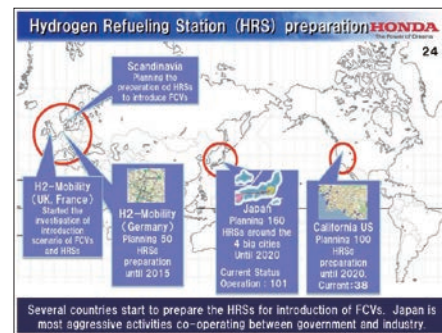 Hydrogen Refueling Station (HRS) preparation
HONDA
The Power of Dreams
24
Scandinavia
Planning the
preparation od HRSs
to introduce FCVs
H2-Mobility
(UK, France)
Started the
investigation of
introduction
scenario of FCVs
and HRSs
H2-Mobility
(Germany)
Planning 50
HRSs
preparation
until 2015
Japan
Planning 160
HRSs around the
4 big cities
Until 2020
Current Status
Operation : 101
California US
Planning 100
HRSs
preparation
until 2020.
Current:38
Several countries start to prepare the HRSs for introduction of FCVs. Japan is
most aggressive activities co-operating between government and industry.